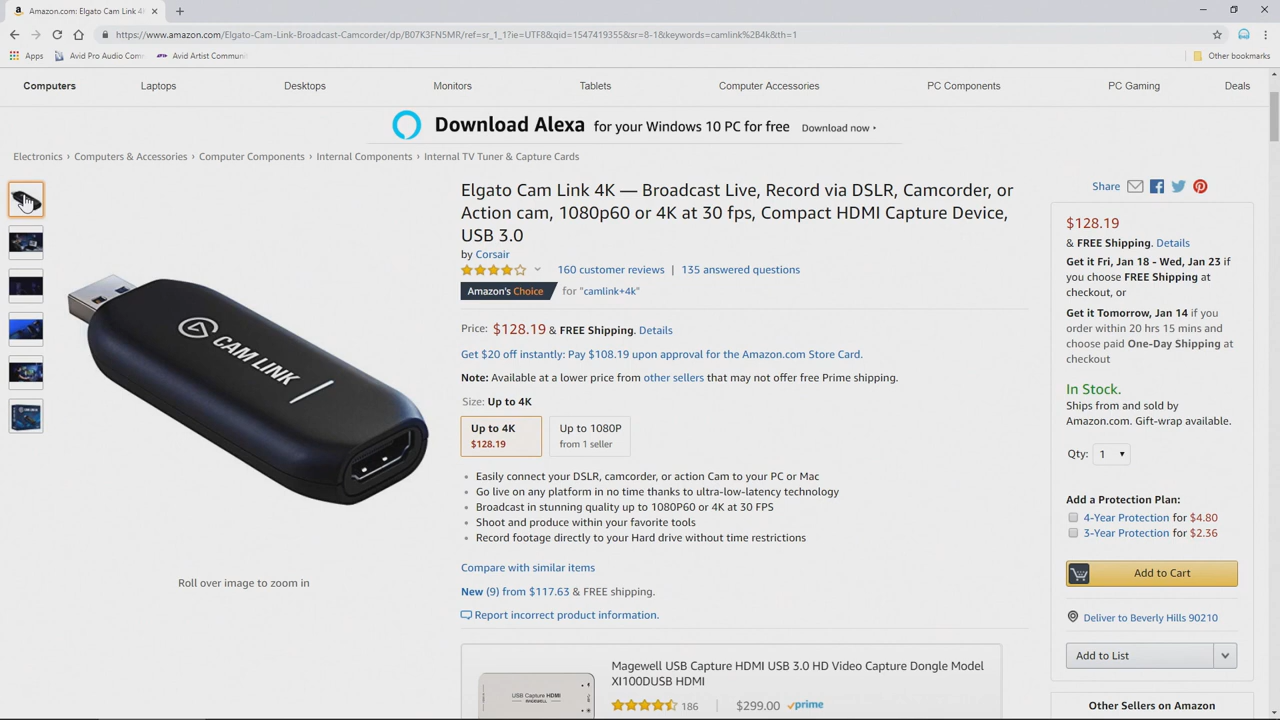 Amazon.com: Elgato Cam Link 4K
https://www.amazon.com/Elgato-Cam-Link-Broadcast-Camcorder/dp/B07K3FN5MR/ref=sr_1_1?ie=UTF8&qid=1547419355&sr=8-1&keywords=camlink%2B4k&th=1
Apps Avid Pro Audio Com Avid Artist Communi Other bookmarks
Computers Laptops Desktops Monitors Tablets Computer Accessories PC Components PC Gaming Deals
Download Alexa for your Windows 10 PC for free Download now ›
Electronics › Computers & Accessories › Computer Components › Internal Components › Internal TV Tuner & Capture Cards
CAM LINK
Roll over image to zoom in
Elgato Cam Link 4K — Broadcast Live, Record via DSLR, Camcorder, or
Action cam, 1080p60 or 4K at 30 fps, Compact HDMI Capture Device,
USB 3.0
by Corsair
160 customer reviews | 135 answered questions
Amazon's Choice for "camlink+4k"
Price: $128.19 & FREE Shipping. Details
Get $20 off instantly: Pay $108.19 upon approval for the Amazon.com Store Card.
Note: Available at a lower price from other sellers that may not offer free Prime shipping.
Size: Up to 4K
Up to 4K
$128.19
Up to 1080P
from 1 seller
• Easily connect your DSLR, camcorder, or action Cam to your PC or Mac
• Go live on any platform in no time thanks to ultra-low-latency technology
• Broadcast in stunning quality up to 1080P60 or 4K at 30 FPS
• Shoot and produce within your favorite tools
• Record footage directly to your Hard drive without time restrictions
Compare with similar items
New (9) from $117.63 & FREE shipping.
Report incorrect product information.
USB Capture HDMI
MAGEWELL
Magewell USB Capture HDMI USB 3.0 HD Video Capture Dongle Model
XI100DUSB HDMI
186 | $299.00 prime
Share
$128.19
& FREE Shipping. Details
Get it Fri, Jan 18 - Wed, Jan 23 if
you choose FREE Shipping at
checkout, or
Get it Tomorrow, Jan 14 if you
order within 20 hrs 15 mins and
choose paid One-Day Shipping at
checkout
In Stock.
Ships from and sold by
Amazon.com. Gift-wrap available.
Qty: 1
Add a Protection Plan:
4-Year Protection for $4.80
3-Year Protection for $2.36
Add to Cart
Deliver to Beverly Hills 90210
Add to List
Other Sellers on Amazon